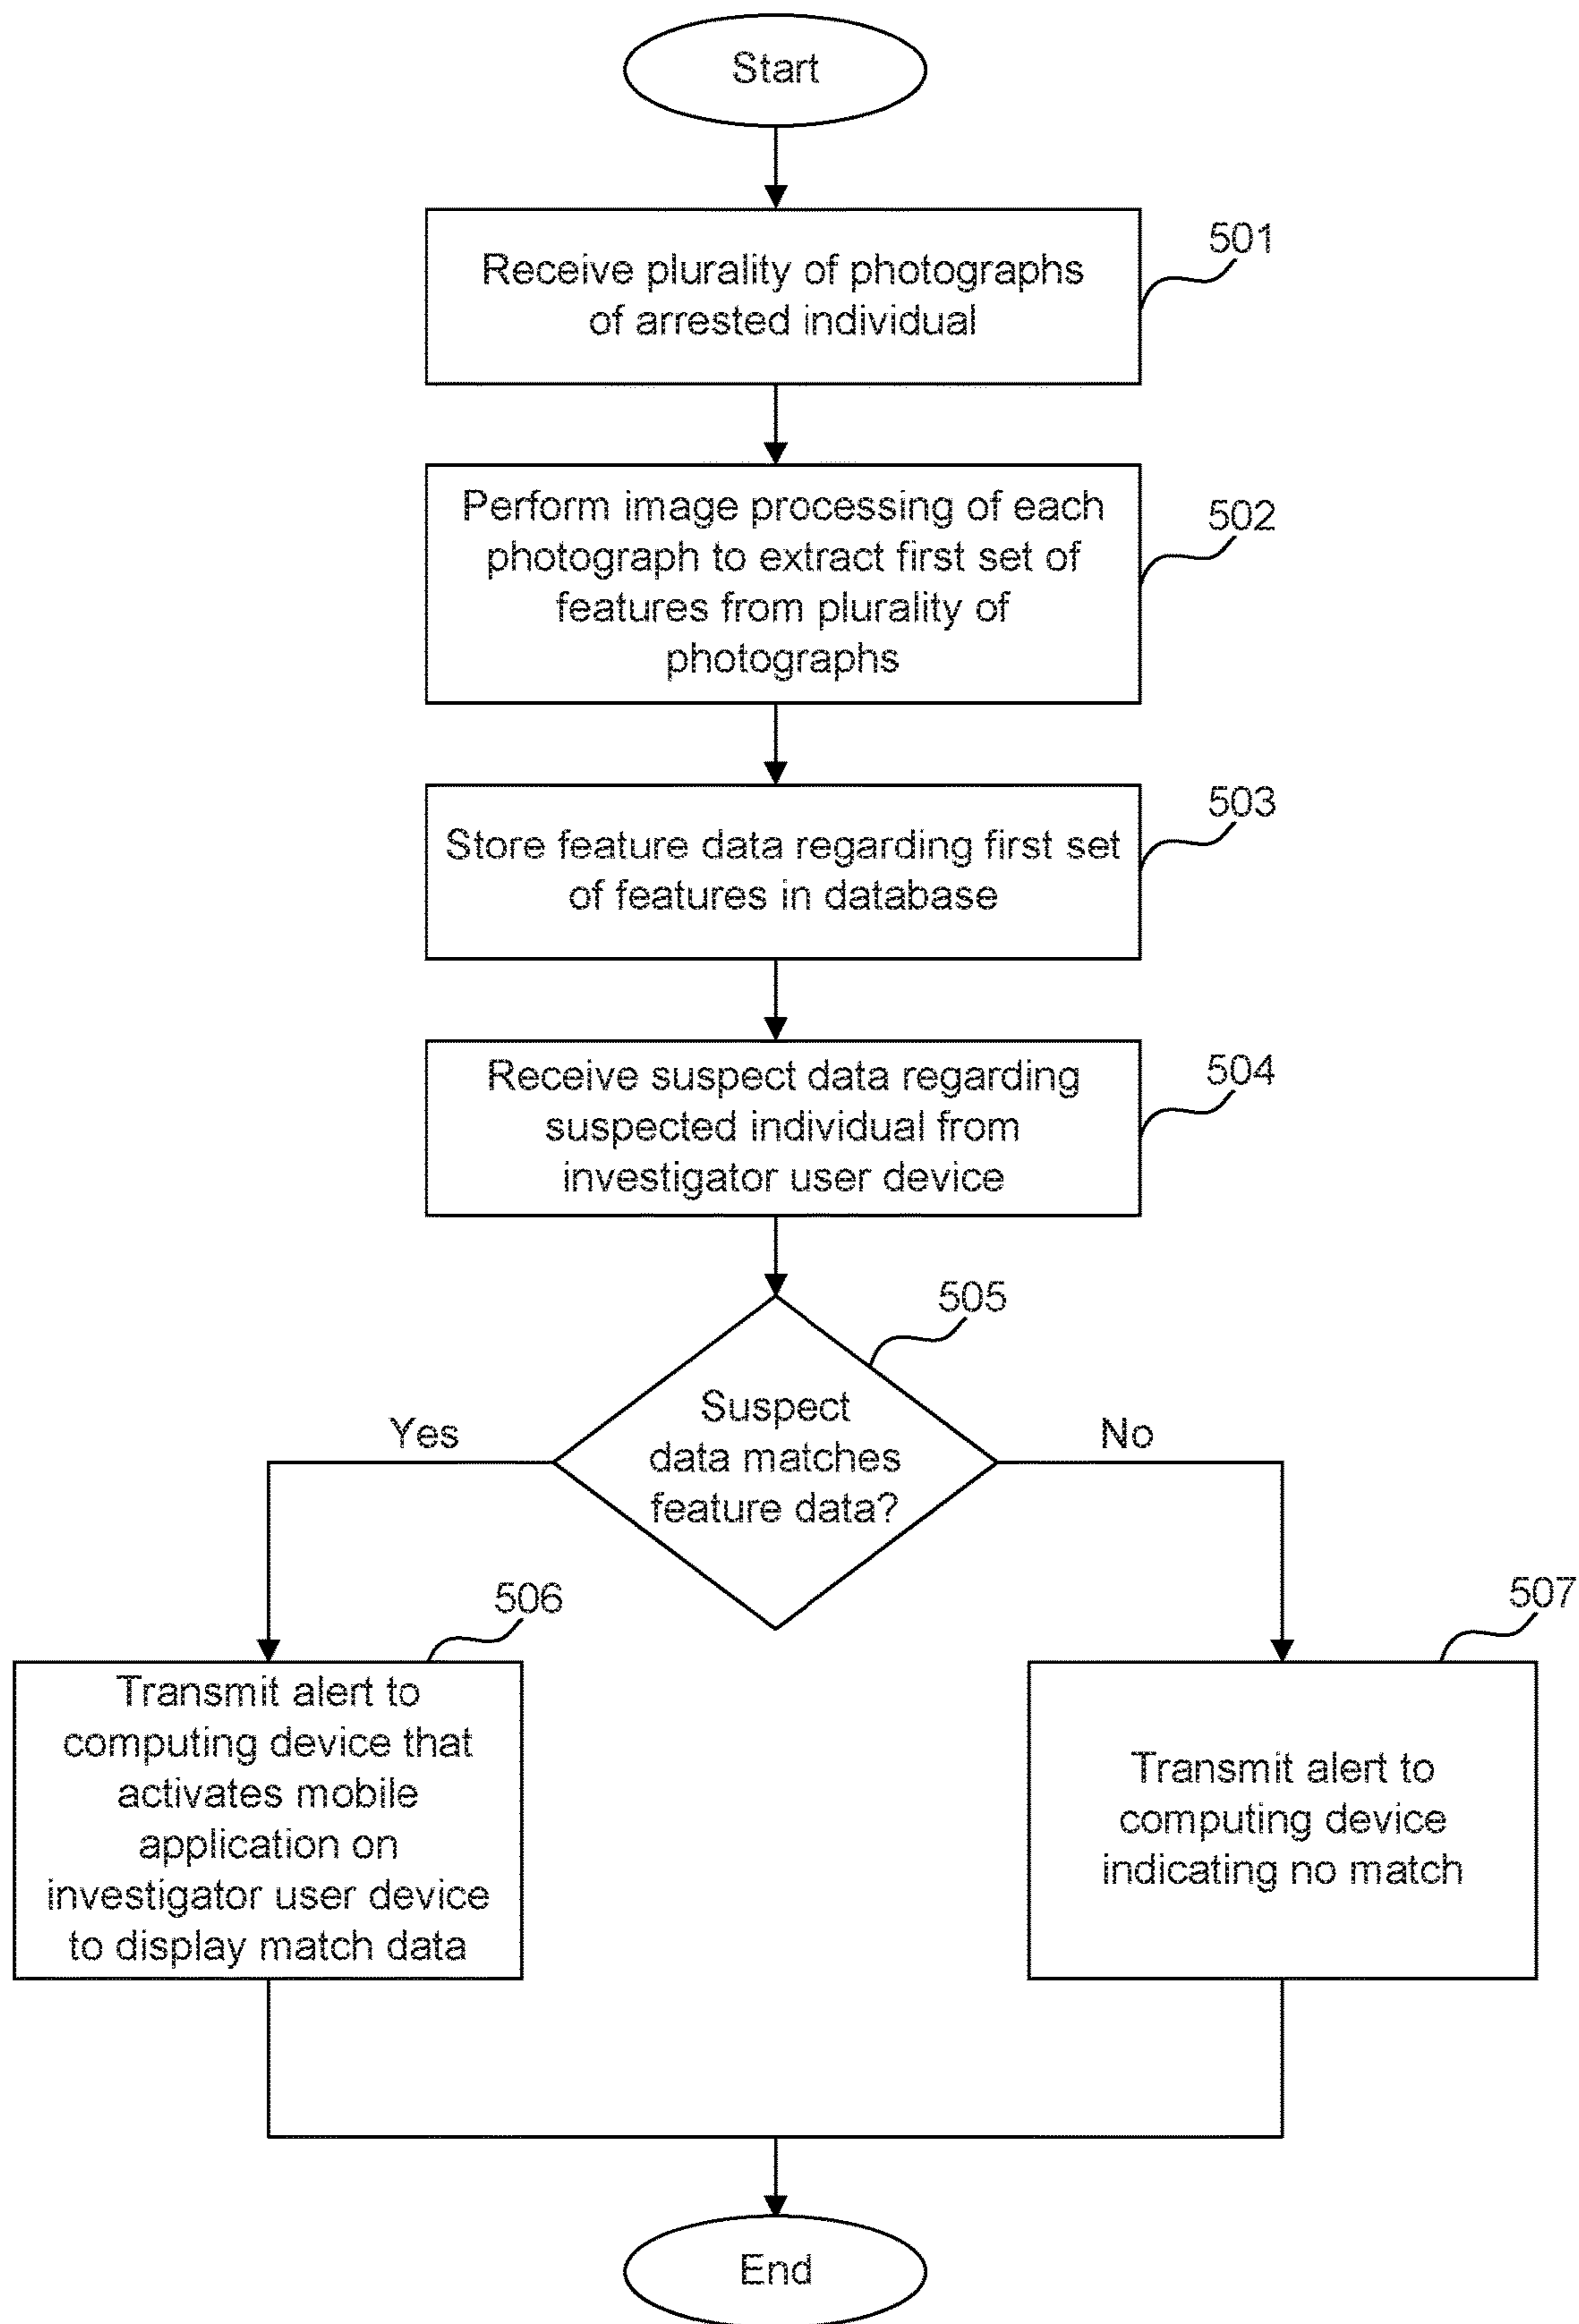 Start
Receive plurality of photographs
of arrested individual
501
Perform image processing of each
photograph to extract first set of
features from plurality of
photographs
502
Store feature data regarding first set
of features in database
503
Receive suspect data regarding
suspected individual from
investigator user device
504
505
Suspect
data matches
feature data?
Yes
No
506
Transmit alert to
computing device that
activates mobile
application on
investigator user device
to display match data
507
Transmit alert to
computing device
indicating no match
End